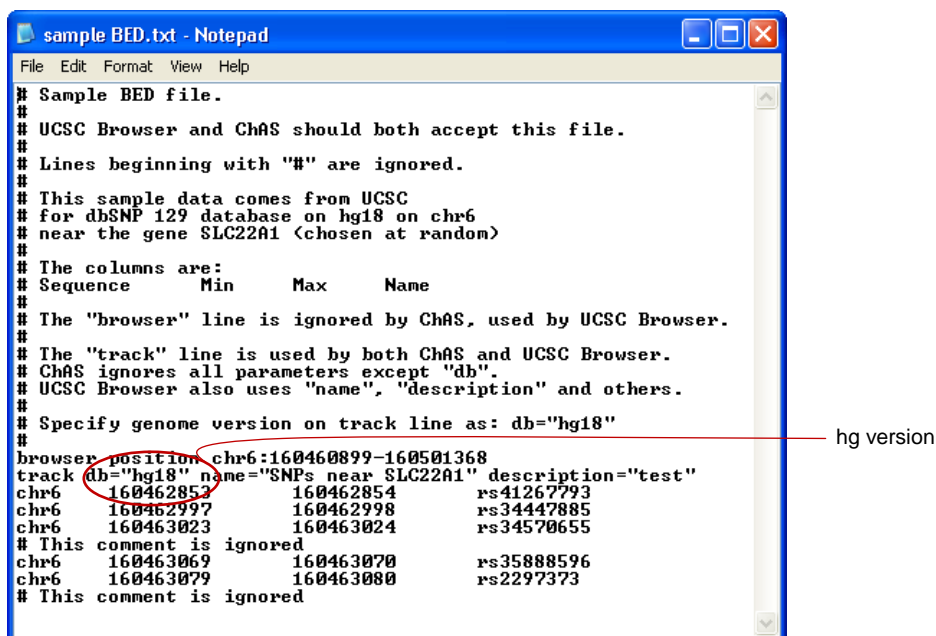 sample BED.txt - Notepad
File Edit Format View Help
# Sample BED file.
#
# UCSC Browser and ChAS should both accept this file.
#
# Lines beginning with "#" are ignored.
#
# This sample data comes from UCSC
# for dbSNP 129 database on hg18 on chr6
# near the gene SLC22A1 (chosen at random)
#
# The columns are:
# Sequence Min Max Name
#
# The "browser" line is ignored by ChAS, used by UCSC Browser.
#
# The "track" line is used by both ChAS and UCSC Browser.
# ChAS ignores all parameters except "db".
# UCSC Browser also uses "name", "description" and others.
#
# Specify genome version on track line as: db="hg18"
#
hg version
browser position chr6:160460899-160501368
track db="hg18" name="SNPs near SLC22A1" description="test"
chr6 160462853 160462854 rs41267793
chr6 160462997 160462998 rs34447885
chr6 160463023 160463024 rs34570655
# This comment is ignored
chr6 160463069 160463070 rs35888596
chr6 160463079 160463080 rs2297373
# This comment is ignored